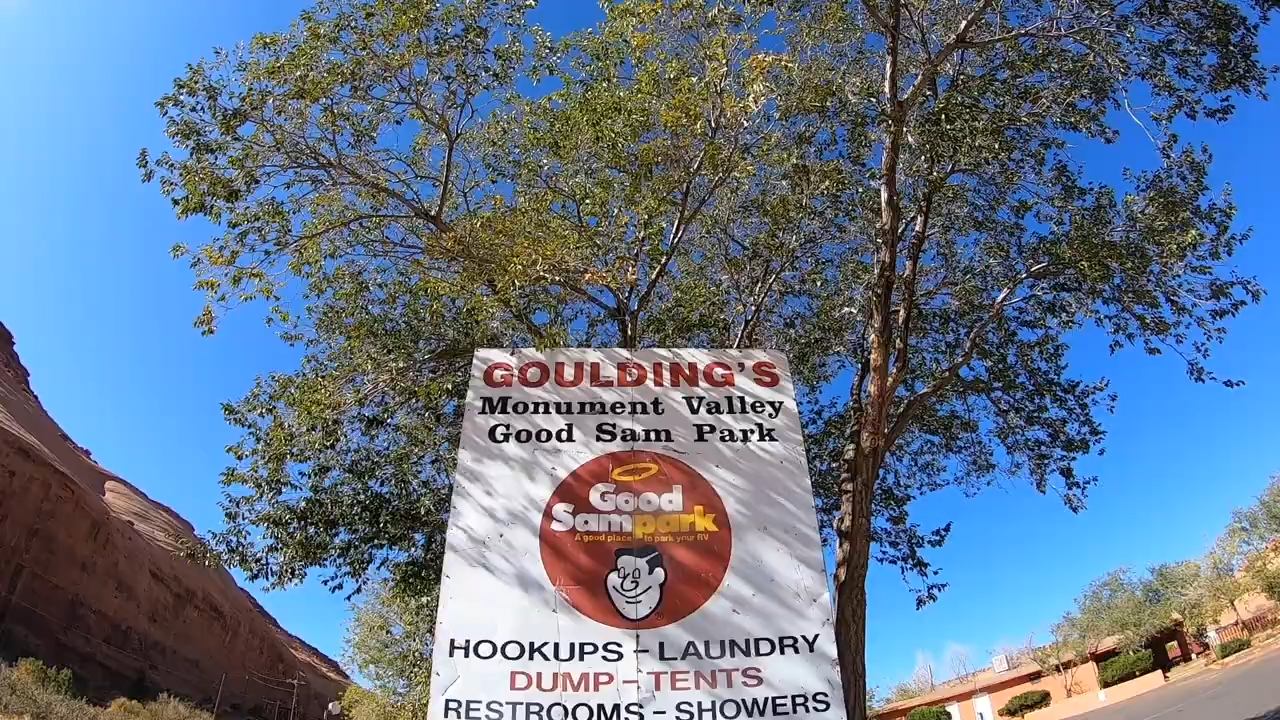 GOULDING'S
Monument Valley
Good Sam Park
Good
Sampark
A good place to park your RV
HOOKUPS - LAUNDRY
DUMP - TENTS
RESTROOMS - SHOWERS